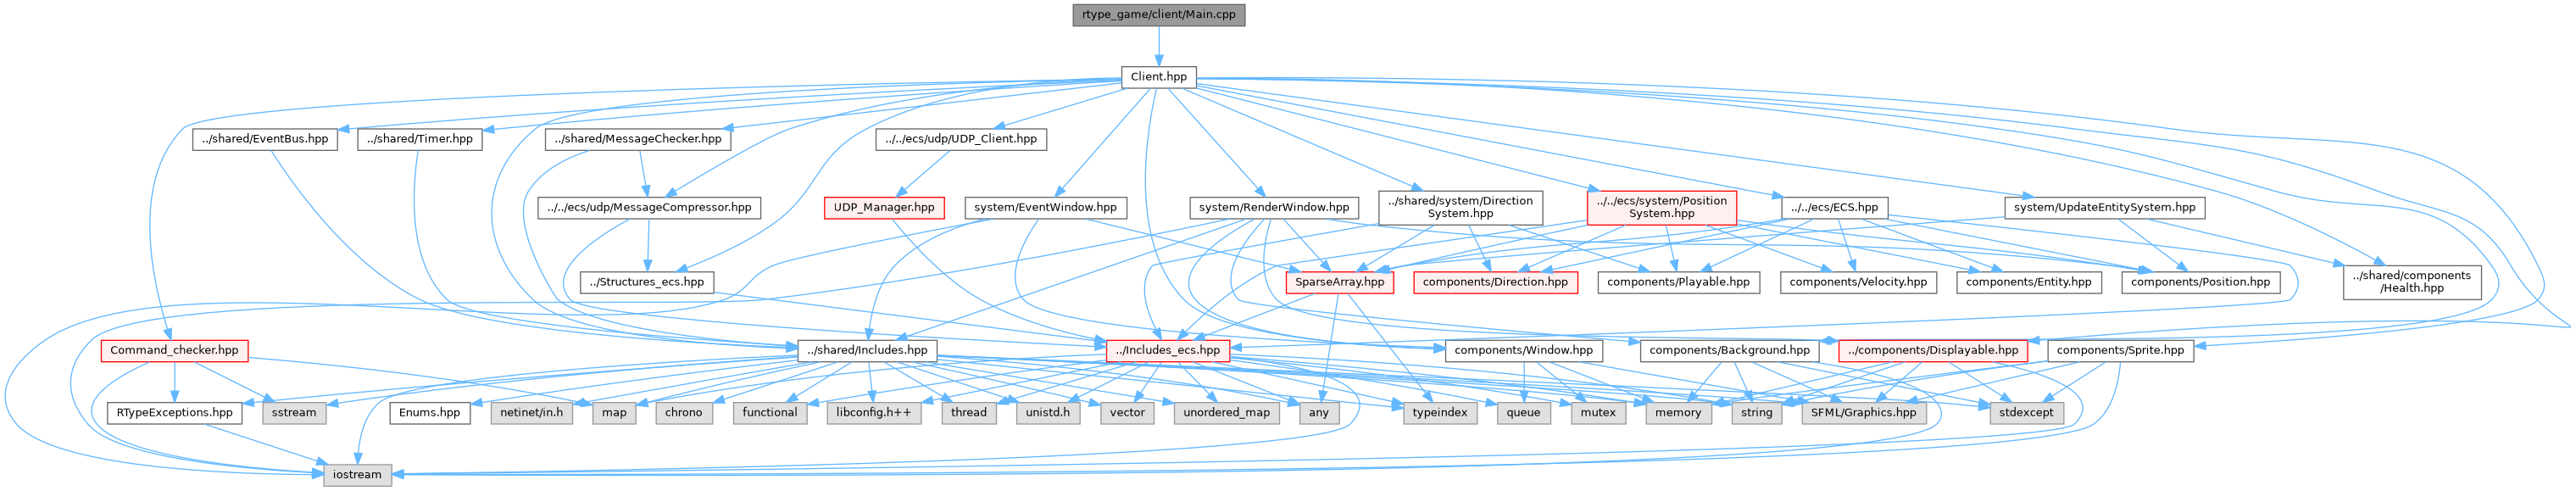 rtype_game/client/Main.cpp
Client.hpp
../shared/EventBus.hpp
../shared/Timer.hpp
../shared/MessageChecker.hpp
../../ecs/udp/UDP_Client.hpp
../../ecs/udp/MessageCompressor.hpp
UDP_Manager.hpp
system/EventWindow.hpp
system/RenderWindow.hpp
../shared/system/Direction
System.hpp
../../ecs/system/Position
System.hpp
../../ecs/ECS.hpp
system/UpdateEntitySystem.hpp
../Structures_ecs.hpp
SparseArray.hpp
components/Direction.hpp
components/Playable.hpp
components/Velocity.hpp
components/Entity.hpp
components/Position.hpp
../shared/components
/Health.hpp
Command_checker.hpp
../shared/Includes.hpp
../Includes_ecs.hpp
components/Window.hpp
components/Background.hpp
../components/Displayable.hpp
components/Sprite.hpp
RTypeExceptions.hpp
sstream
Enums.hpp
netinet/in.h
map
chrono
functional
libconfig.h++
thread
unistd.h
vector
unordered_map
any
typeindex
queue
mutex
memory
string
SFML/Graphics.hpp
stdexcept
iostream